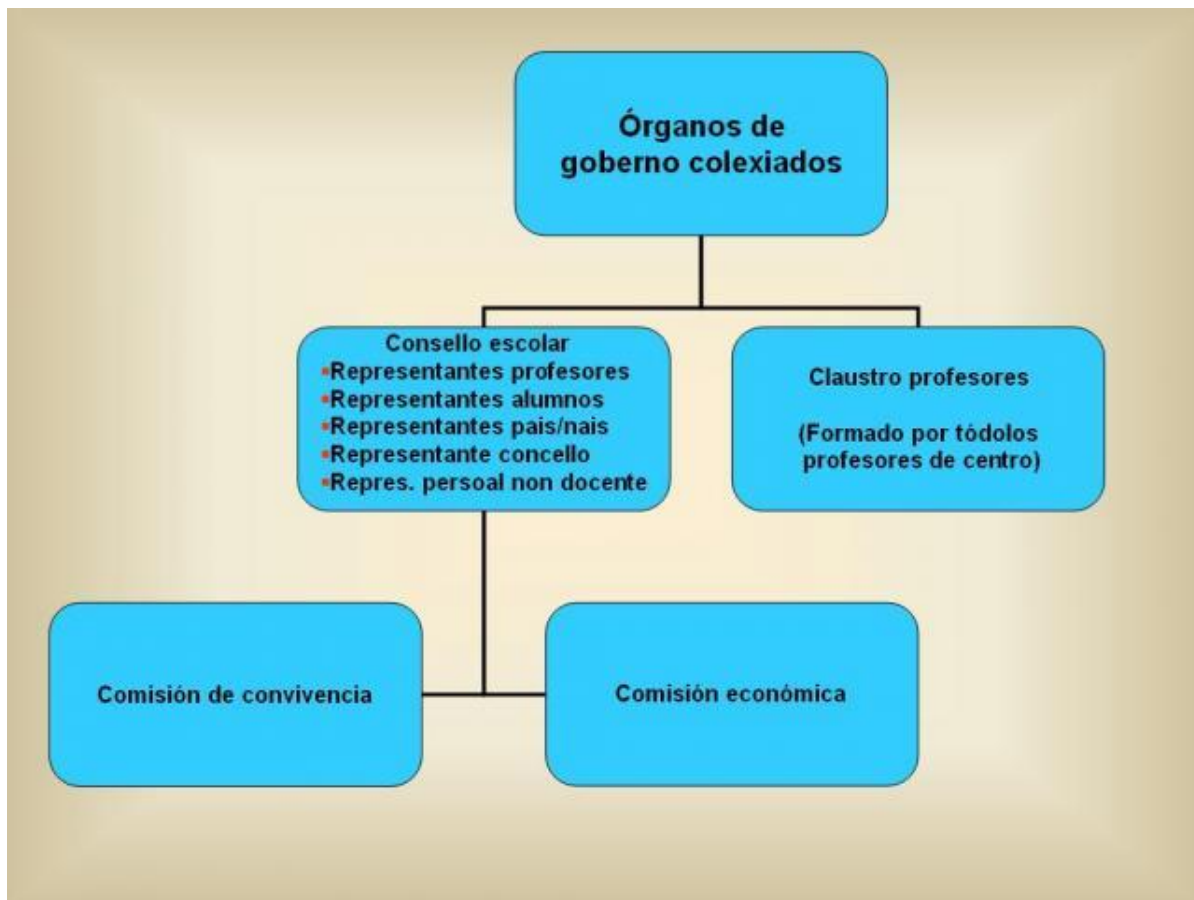 Órganos de
goberno colexiados
Consello escolar
▪Representantes profesores
▪Representantes alumnos
▪Representantes pais/nais
▪Representante concello
▪Repres. persoal non docente
Claustro profesores
(Formado por tódolos
profesores de centro)
Comisión de convivencia
Comisión económica